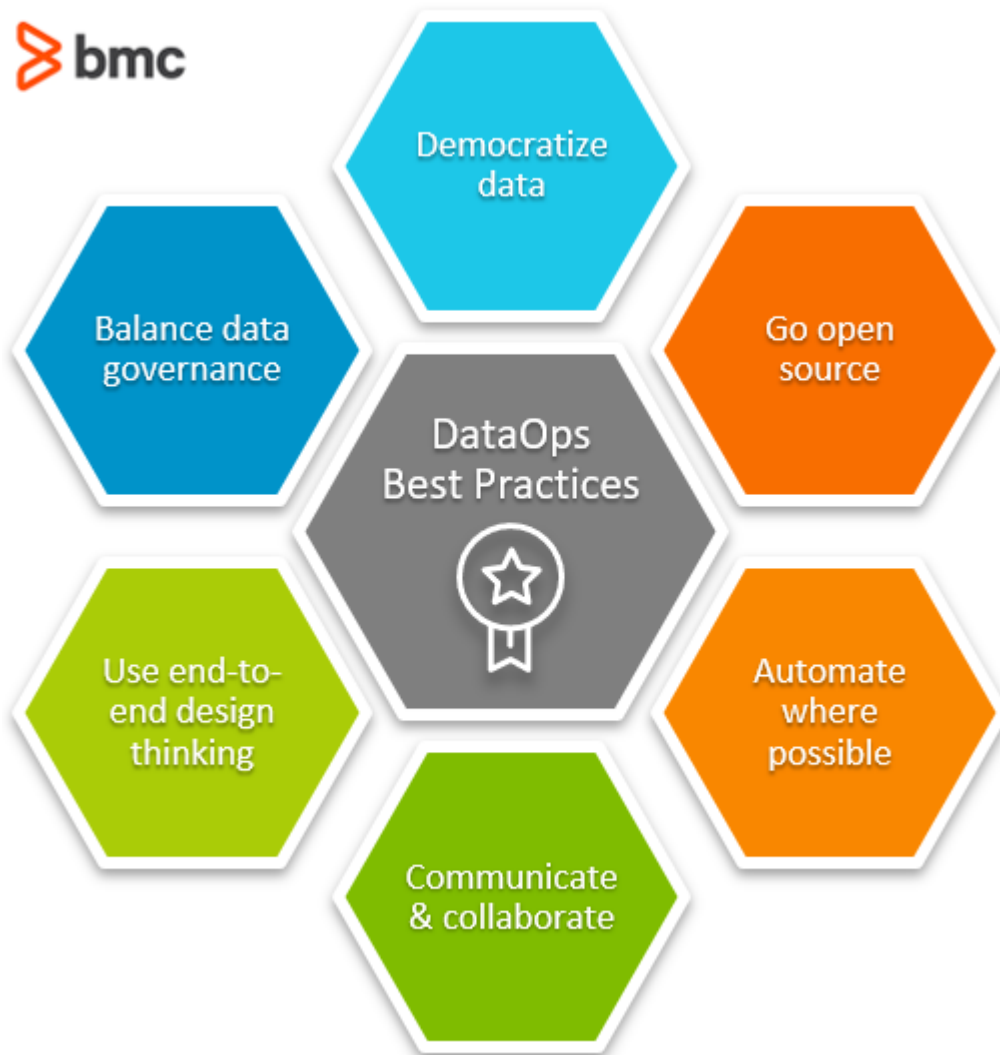 bmc
Democratize
data
Balance data
governance
Go open
source
DataOps
Best Practices
Use end-to-
end design
thinking
Automate
where
possible
Communicate
& collaborate